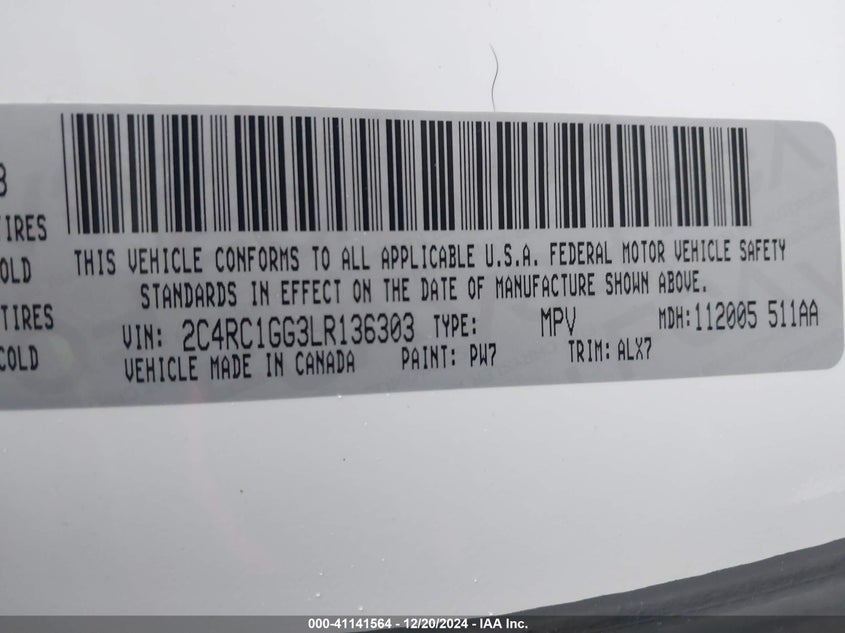 8
TIRES
THIS VEHICLE CONFORMS TO ALL APPLICABLE U.S.A. FEDERAL MOTOR VEHICLE SAFETY
OLD
STANDARDS IN EFFECT ON THE DATE OF MANUFACTURE SHOWN ABOVE.
TIRES
VIN: 2C4RC1GG3LR136303 TYPE: MPV MDH:112005 511AA
COLD
VEHICLE MADE IN CANADA PAINT: PW7 TRIM: ALX7
000-41141564 - 12/20/2024 - IAA Inc.